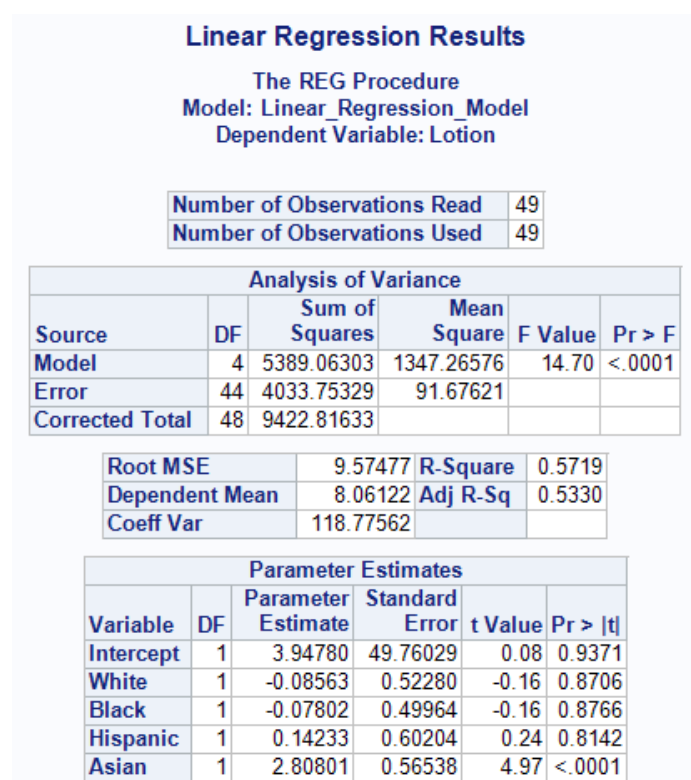 Linear Regression Results
The REG Procedure
Model: Linear_Regression_Model
Dependent Variable: Lotion
Number of Observations Read 49
Number of Observations Used 49
Analysis of Variance
Source DF Sum of Squares Mean Square F Value Pr > F
Model 4 5389.06303 1347.26576 14.70 <.0001
Error 44 4033.75329 91.67621
Corrected Total 48 9422.81633
Root MSE 9.57477 R-Square 0.5719
Dependent Mean 8.06122 Adj R-Sq 0.5330
Coeff Var 118.77562
Parameter Estimates
Variable DF Parameter Estimate Standard Error t Value Pr > |t|
Intercept 1 3.94780 49.76029 0.08 0.9371
White 1 -0.08563 0.52280 -0.16 0.8706
Black 1 -0.07802 0.49964 -0.16 0.8766
Hispanic 1 0.14233 0.60204 0.24 0.8142
Asian 1 2.80801 0.56538 4.97 <.0001